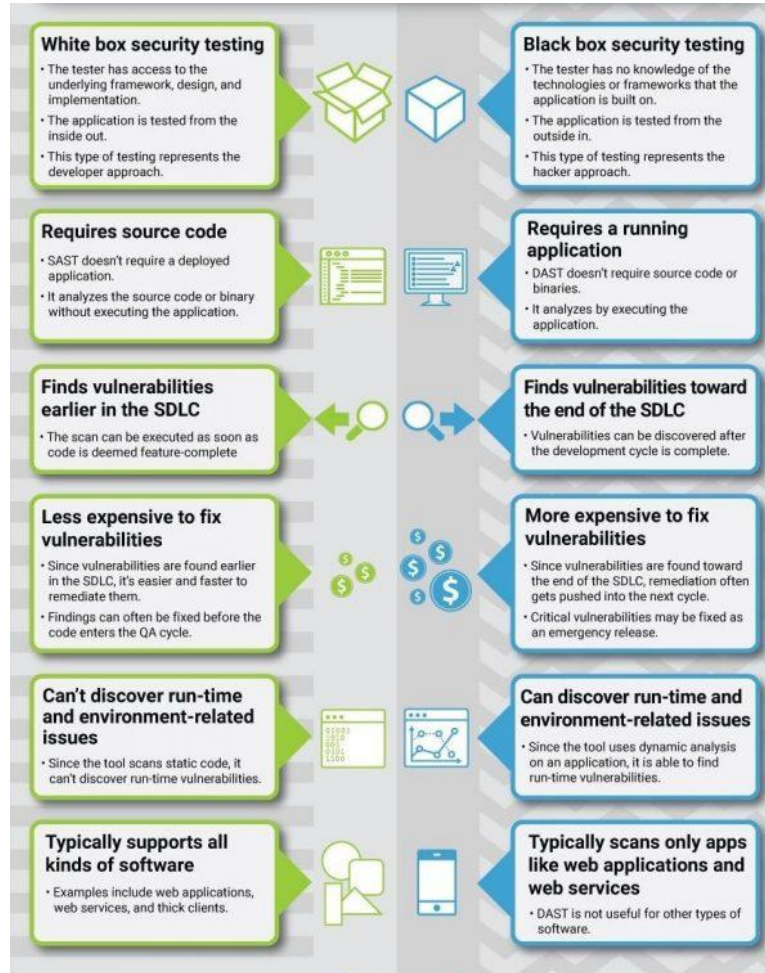 White box security testing
• The tester has access to the
underlying framework, design, and
implementation.
• The application is tested from the
inside out.
• This type of testing represents the
developer approach.
Black box security testing
• The tester has no knowledge of the
technologies or frameworks that the
application is built on.
• The application is tested from the
outside in.
• This type of testing represents the
hacker approach.
Requires source code
• SAST doesn't require a deployed
application.
• It analyzes the source code or binary
without executing the application.
Requires a running
application
• DAST doesn't require source code or
binaries.
• It analyzes by executing the
application.
Finds vulnerabilities
earlier in the SDLC
• The scan can be executed as soon as
code is deemed feature-complete
Finds vulnerabilities toward
the end of the SDLC
• Vulnerabilities can be discovered after
the development cycle is complete.
Less expensive to fix
vulnerabilities
• Since vulnerabilities are found earlier
in the SDLC, it's easier and faster to
remediate them.
• Findings can often be fixed before the
code enters the QA cycle.
$
$
$
$
$
$
$
$
More expensive to fix
vulnerabilities
• Since vulnerabilities are found toward
the end of the SDLC, remediation often
gets pushed into the next cycle.
• Critical vulnerabilities may be fixed as
an emergency release.
Can't discover run-time
and environment-related
issues
• Since the tool scans static code, it
can't discover run-time vulnerabilities.
01001
1010
001
0101
1100
Can discover run-time and
environment-related issues
• Since the tool uses dynamic analysis
on an application, it is able to find
run-time vulnerabilities.
Typically supports all
kinds of software
• Examples include web applications,
web services, and thick clients.
Typically scans only apps
like web applications and
web services
• DAST is not useful for other types of
software.